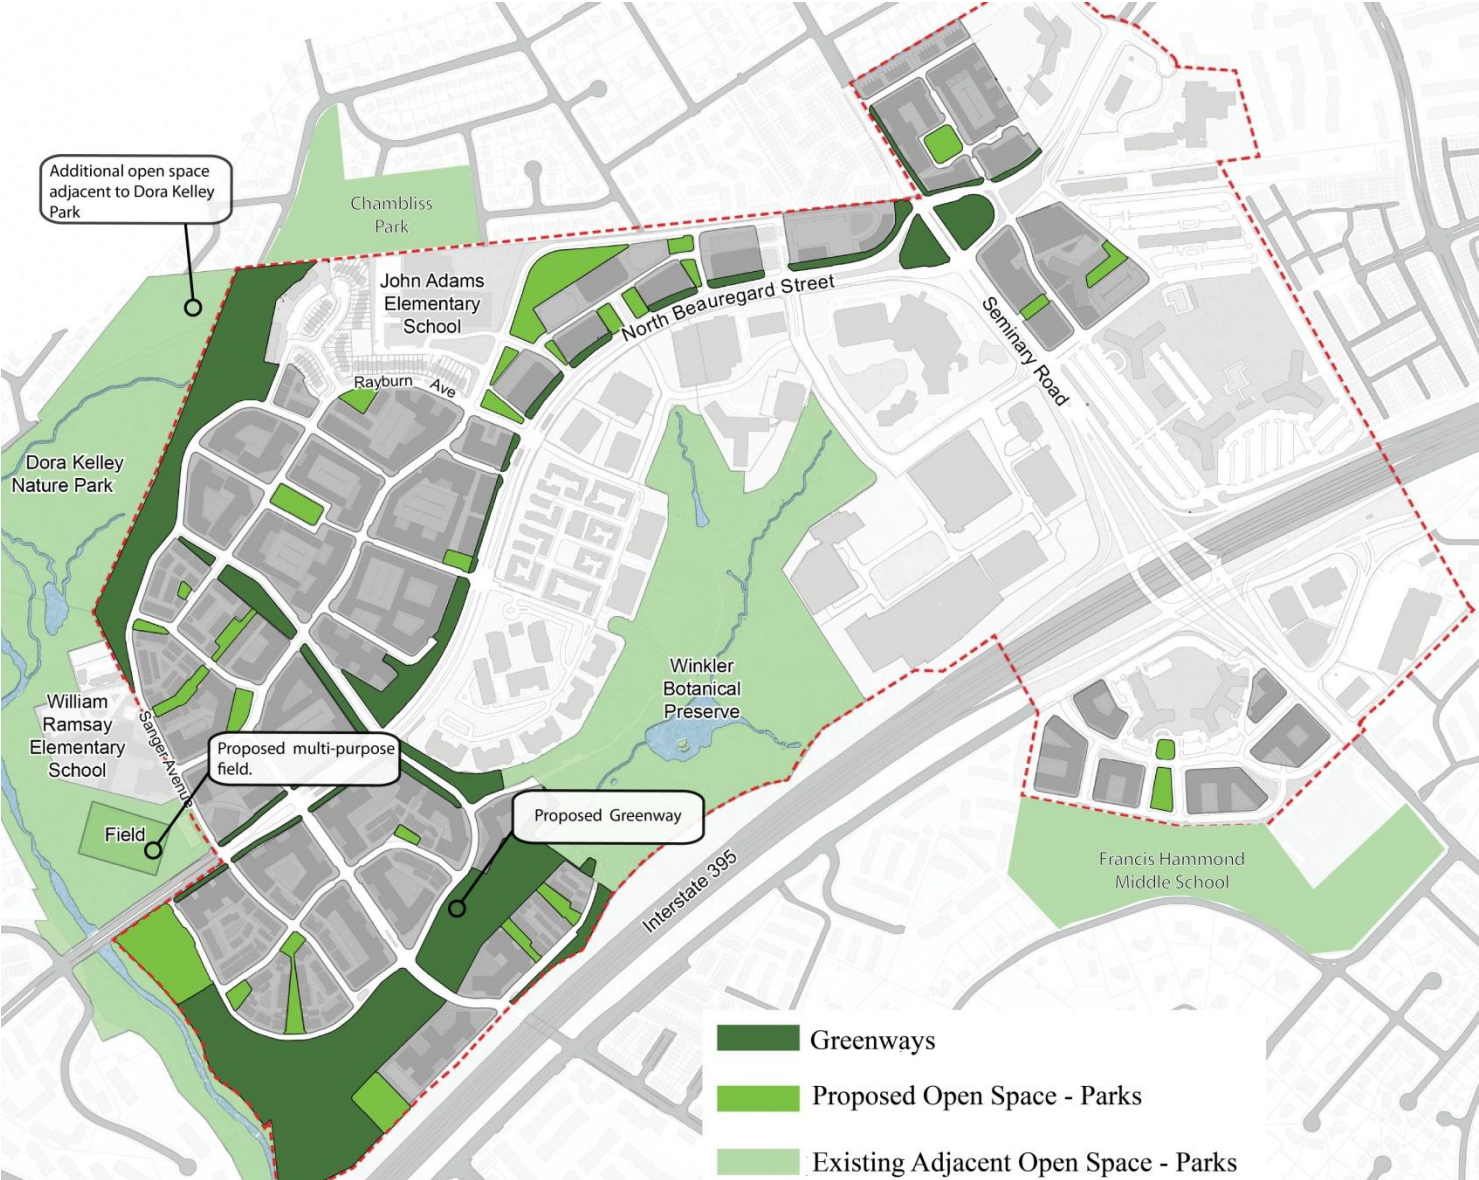 Additional open space
adjacent to Dora Kelley
Park
Chambliss
Park
John Adams
Elementary
School
North Beauregard Street
Seminary Road
Rayburn Ave
Dora Kelley
Nature Park
William
Ramsay
Elementary
School
Sanger Avenue
Winkler
Botanical
Preserve
Proposed multi-purpose
field.
Field
Proposed Greenway
Interstate 395
Francis Hammond
Middle School
Greenways
Proposed Open Space - Parks
Existing Adjacent Open Space - Parks